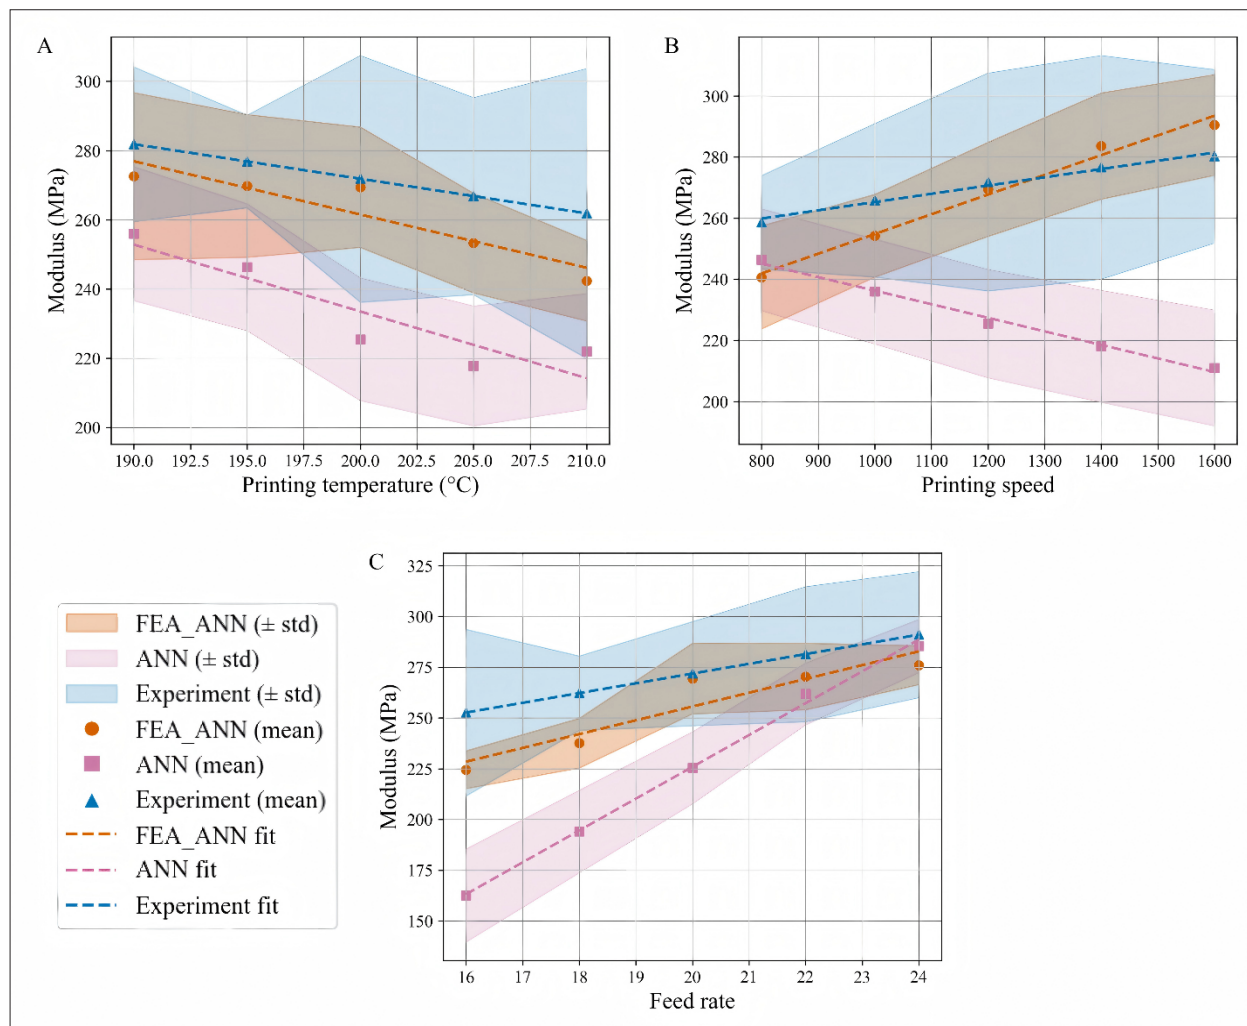 A
Modulus (MPa)
300
280
260
240
220
200
190.0 192.5 195.0 197.5 200.0 202.5 205.0 207.5 210.0
Printing temperature (°C)
B
Modulus (MPa)
300
280
260
240
220
200
800 900 1000 1100 1200 1300 1400 1500 1600
Printing speed
C
Modulus (MPa)
325
300
275
250
225
200
175
150
16 17 18 19 20 21 22 23 24
Feed rate
FEA_ANN (± std)
ANN (± std)
Experiment (± std)
FEA_ANN (mean)
ANN (mean)
Experiment (mean)
FEA_ANN fit
ANN fit
Experiment fit